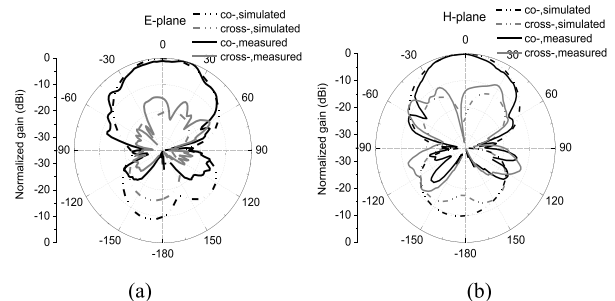 E-plane
co-,simulated
cross-,simulated
co-,measured
cross-,measured
Normalized gain (dBi)
0
-10
-20
-30
-30
-20
-10
0
0
30
60
90
120
150
-180
-150
-120
-90
-60
-30
(a)
H-plane
co-,simulated
cross-,simulated
co-,measured
cross-,measured
Normalized gain (dBi)
0
-10
-20
-30
-30
-20
-10
0
0
30
60
90
120
150
-180
-150
-120
-90
-60
-30
(b)